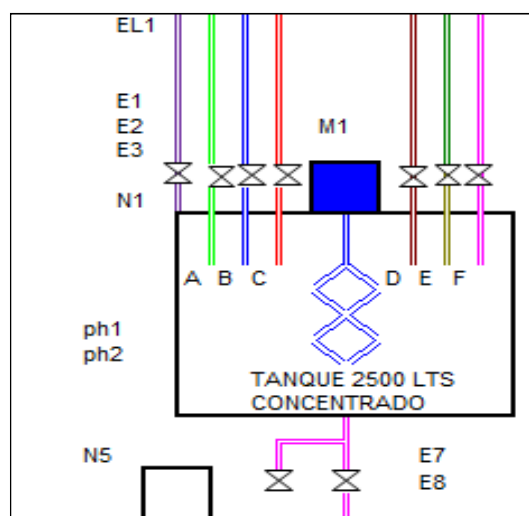 EL1
E1
E2
E3
M1
N1
A B C D E F
ph1
ph2
TANQUE 2500 LTS
CONCENTRADO
N5
E7
E8